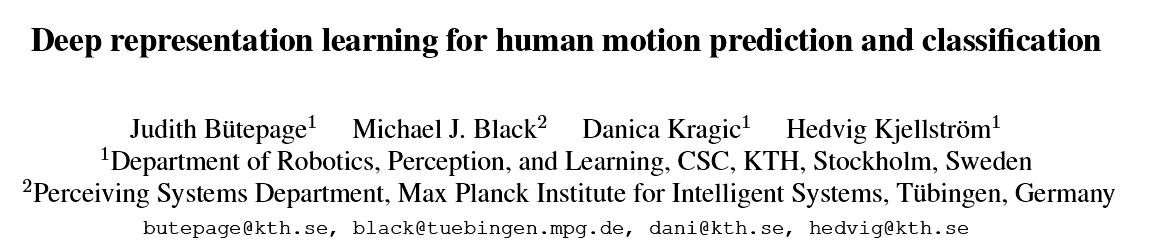 Deep representation learning for human motion prediction and classification
Judith Bütepage¹ Michael J. Black² Danica Kragic¹ Hedvig Kjellström¹
¹Department of Robotics, Perception, and Learning, CSC, KTH, Stockholm, Sweden
²Perceiving Systems Department, Max Planck Institute for Intelligent Systems, Tübingen, Germany
butepage@kth.se, black@tuebingen.mpg.de, dani@kth.se, hedvig@kth.se